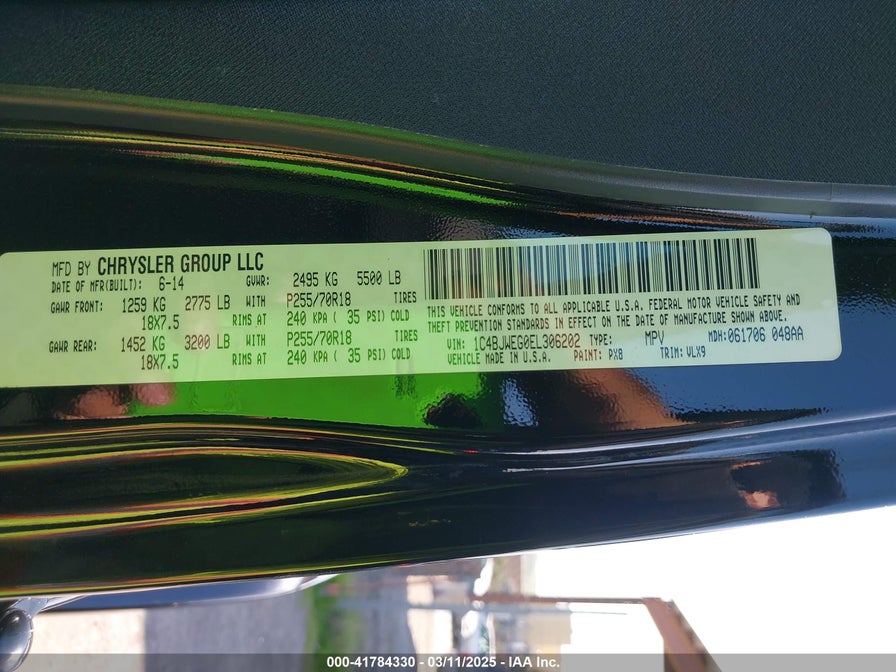 MFD BY CHRYSLER GROUP LLC
DATE OF MFR(BUILT): 6-14 GVWR: 2495 KG 5500 LB
GAWR FRONT: 1259 KG 2775 LB WITH P255/70R18 TIRES
18X7.5 RIMS AT 240 KPA ( 35 PSI) COLD
GAWR REAR: 1452 KG 3200 LB WITH P255/70R18 TIRES
18X7.5 RIMS AT 240 KPA ( 35 PSI) COLD
THIS VEHICLE CONFORMS TO ALL APPLICABLE U.S.A. FEDERAL MOTOR VEHICLE SAFETY AND
THEFT PREVENTION STANDARDS IN EFFECT ON THE DATE OF MANUFACTURE SHOWN ABOVE.
VIN: 1C4BJWEG0EL306202 TYPE: MPV MDH: 061706 048AA
VEHICLE MADE IN U.S.A. PAINT: PX8 TRIM: VLX9
000-41784330 - 03/11/2025 - IAA Inc.